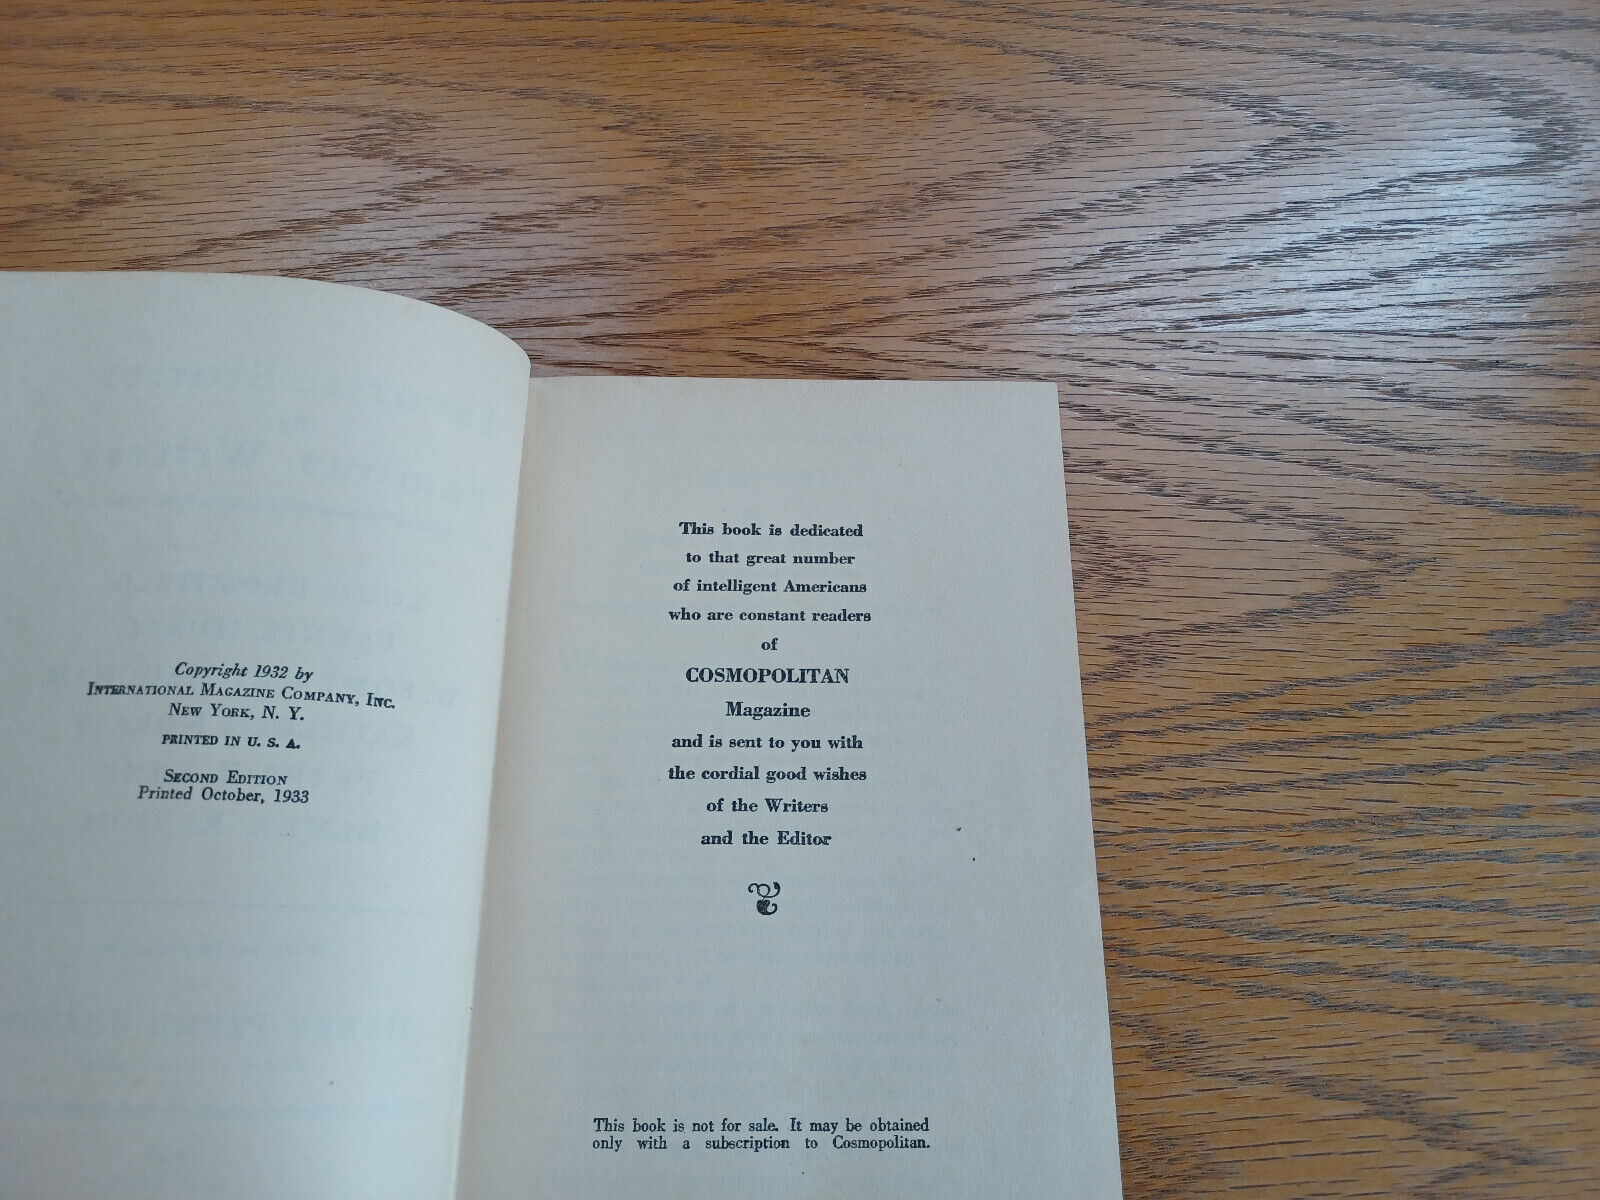 Copyright 1932 by
INTERNATIONAL MAGAZINE COMPANY, INC.
NEW YORK, N. Y.
PRINTED IN U. S. A.
SECOND EDITION
Printed October, 1933
This book is dedicated
to that great number
of intelligent Americans
who are constant readers
of
COSMOPOLITAN
Magazine
and is sent to you with
the cordial good wishes
of the Writers
and the Editor
This book is not for sale. It may be obtained
only with a subscription to Cosmopolitan.